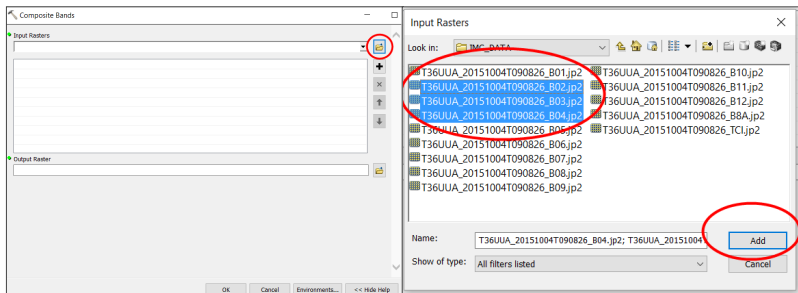 Composite Bands
Input Rasters
Output Raster
OK Cancel Environments... << Hide Help
Input Rasters
Look in: IMG_DATA
T36UUA_20151004T090826_B01.jp2
T36UUA_20151004T090826_B02.jp2
T36UUA_20151004T090826_B03.jp2
T36UUA_20151004T090826_B04.jp2
T36UUA_20151004T090826_B05.jp2
T36UUA_20151004T090826_B06.jp2
T36UUA_20151004T090826_B07.jp2
T36UUA_20151004T090826_B08.jp2
T36UUA_20151004T090826_B09.jp2
T36UUA_20151004T090826_B10.jp2
T36UUA_20151004T090826_B11.jp2
T36UUA_20151004T090826_B12.jp2
T36UUA_20151004T090826_B8A.jp2
T36UUA_20151004T090826_TCI.jp2
Name: T36UUA_20151004T090826_B04.jp2; T36UUA_20151004T Add
Show of type: All filters listed Cancel